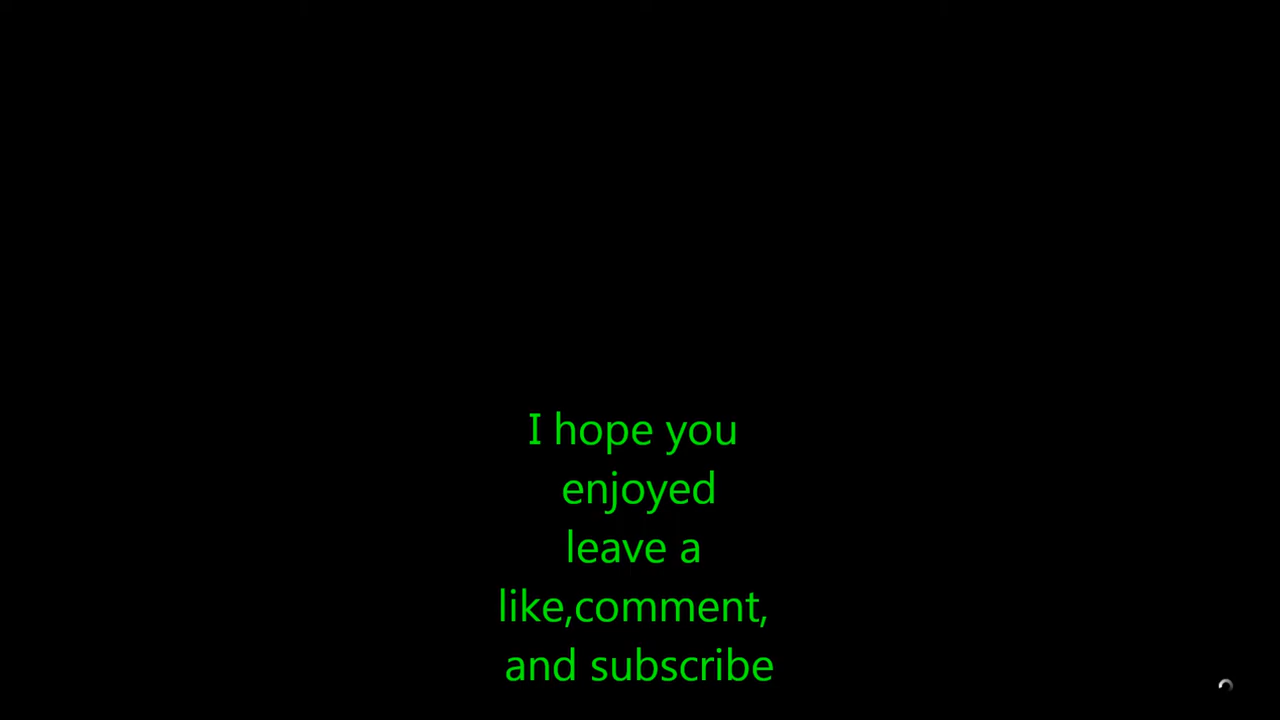 I hope you
enjoyed
leave a
like,comment,
and subscribe